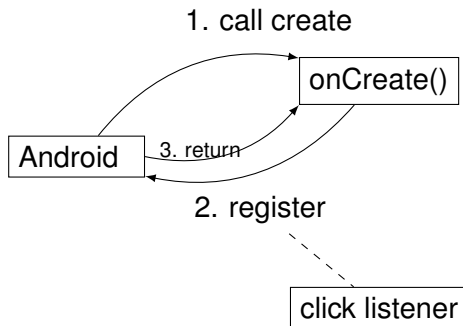 1. call create
onCreate()
Android
3. return
2. register
click listener